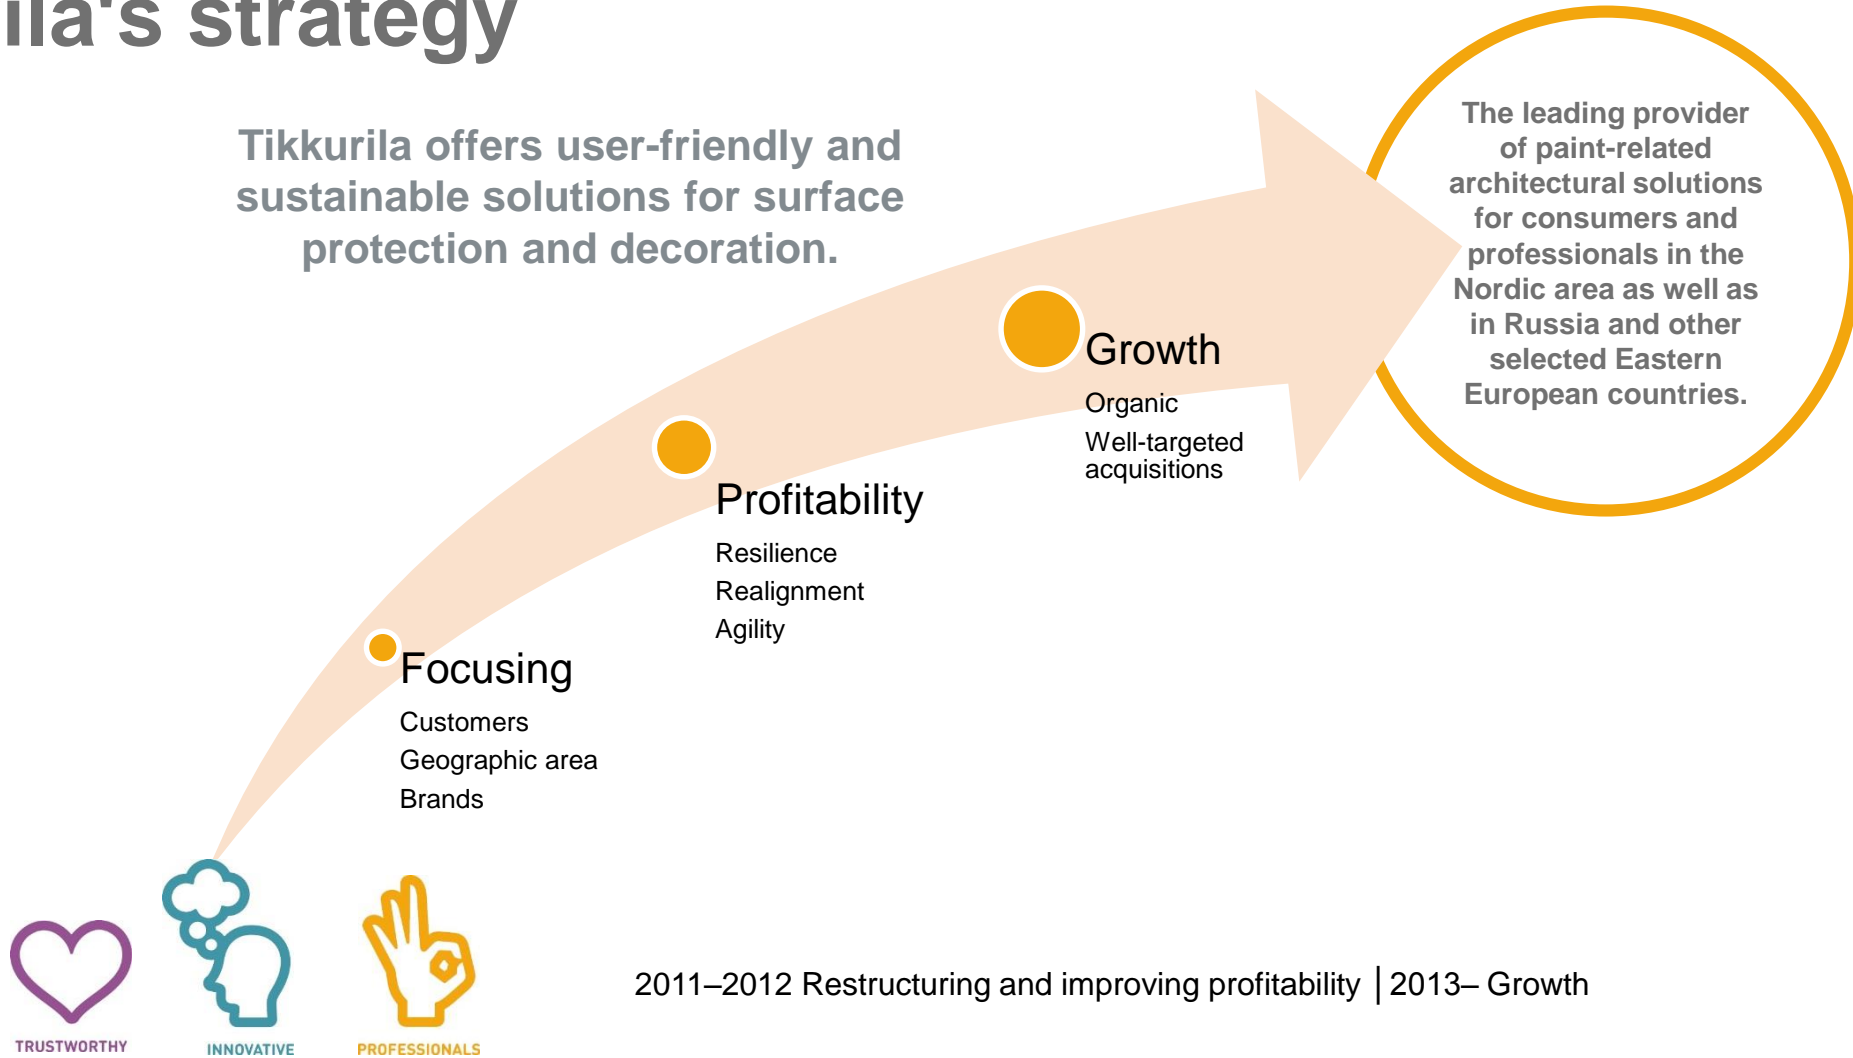 ila's strategy
Tikkurila offers user-friendly and
sustainable solutions for surface
protection and decoration.
The leading provider
of paint-related
architectural solutions
for consumers and
professionals in the
Nordic area as well as
in Russia and other
selected Eastern
European countries.
Growth
Organic
Well-targeted
acquisitions
Profitability
Resilience
Realignment
Agility
Focusing
Customers
Geographic area
Brands
2011–2012 Restructuring and improving profitability | 2013– Growth
TRUSTWORTHY
INNOVATIVE
PROFESSIONALS